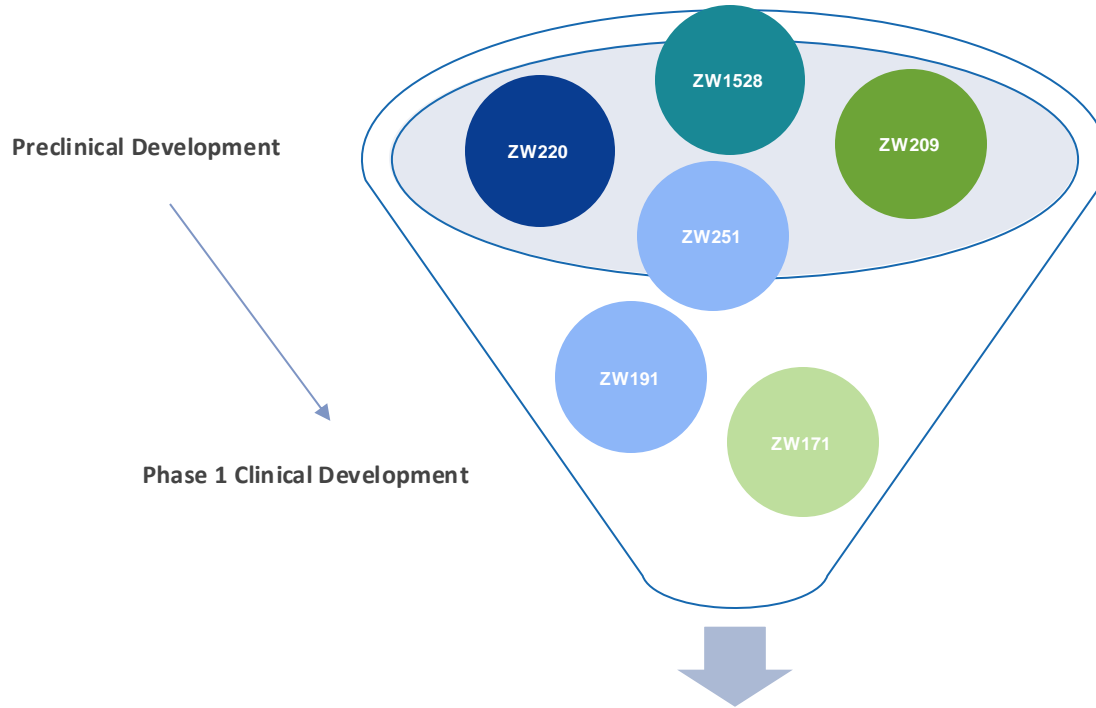 ZW1528
Preclinical Development
ZW220
ZW209
ZW251
ZW191
ZW171
Phase 1 Clinical Development